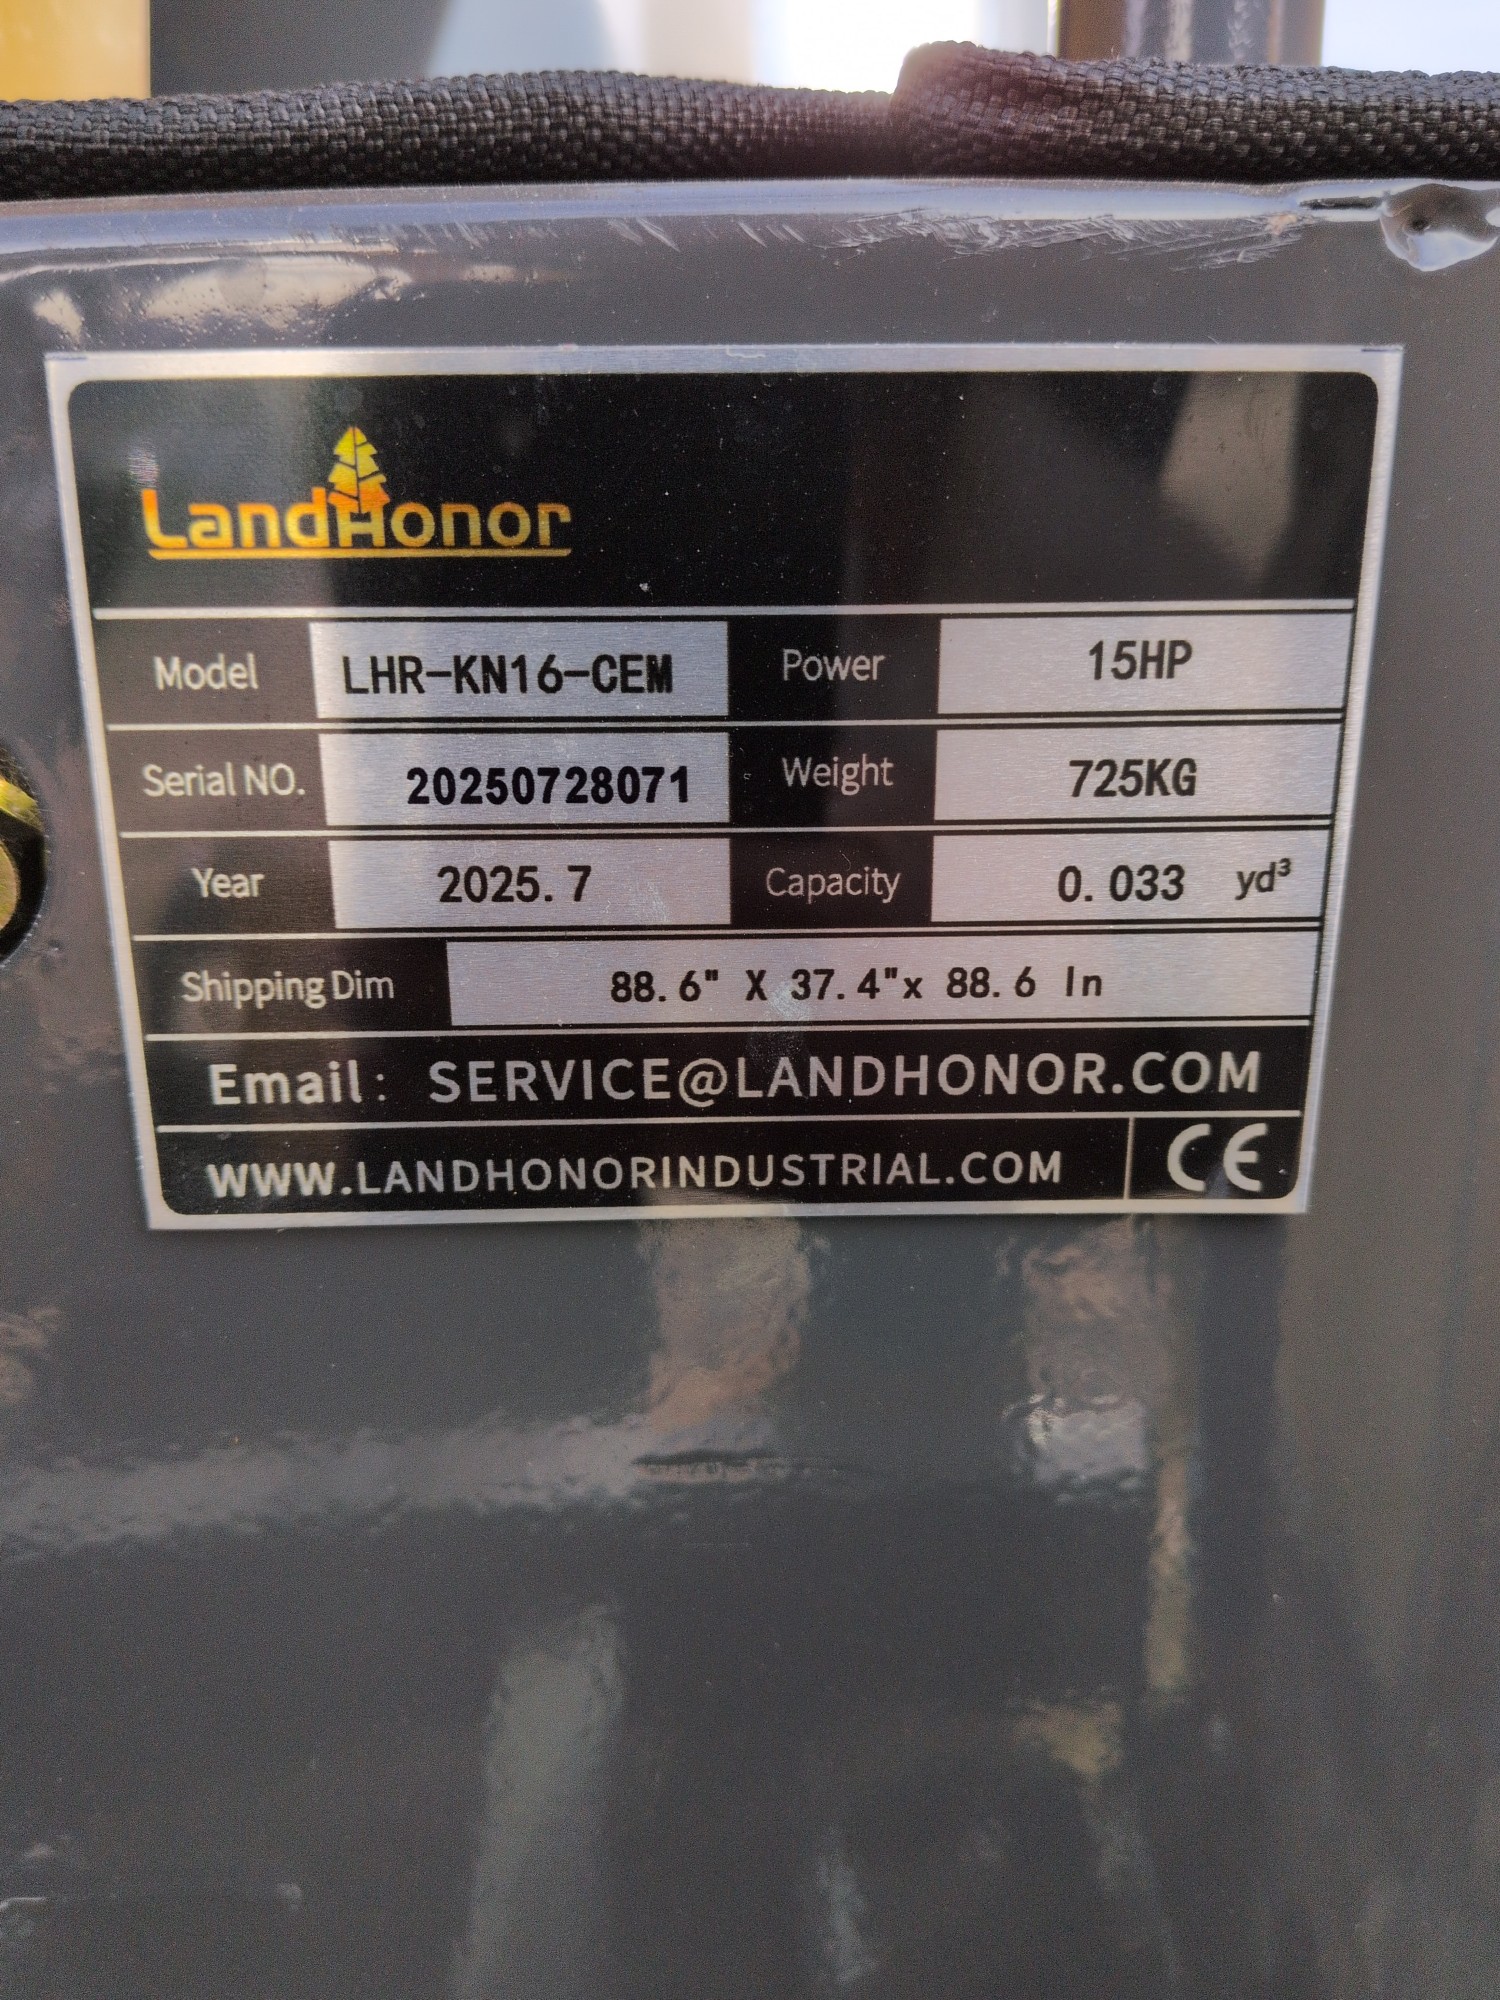 LandHonor
Model LHR-KN16-CEM Power 15HP
Serial NO. 20250728071 Weight 725KG
Year 2025.7 Capacity 0.033 yd³
Shipping Dim 88.6" X 37.4"x 88.6 In
Email: SERVICE@LANDHONOR.COM
WWW.LANDHONORINDUSTRIAL.COM CE